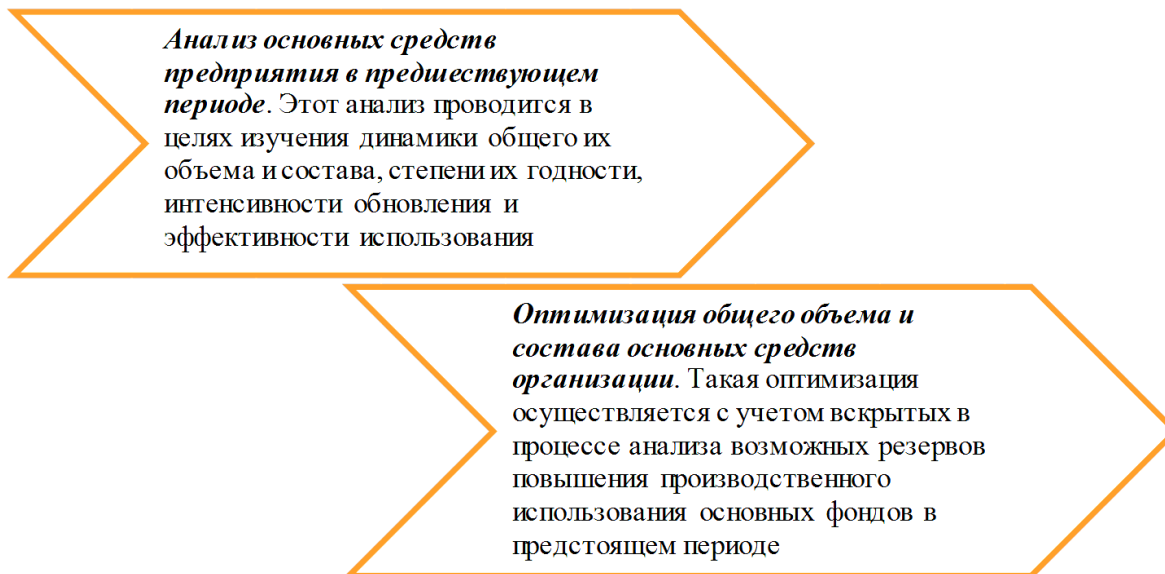 Анализ основных средств
предприятия в предшествующем
периоде. Этот анализ проводится в
целях изучения динамики общего их
объема и состава, степени их годности,
интенсивности обновления и
эффективности использования
Оптимизация общего объема и
состава основных средств
организации. Такая оптимизация
осуществляется с учетом вскрытых в
процессе анализа возможных резервов
повышения производственного
использования основных фондов в
предстоящем периоде